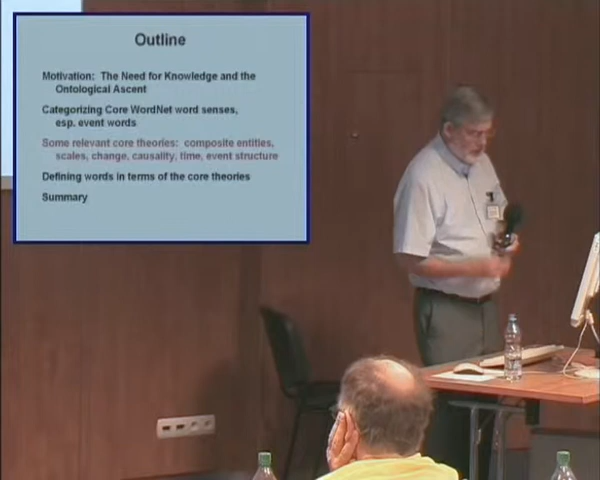 Outline
Motivation: The Need for Knowledge and the
Ontological Ascent
Categorizing Core WordNet word senses,
esp. event words
Some relevant core theories: composite entities,
scales, change, causality, time, event structure
Defining words in terms of the core theories
Summary